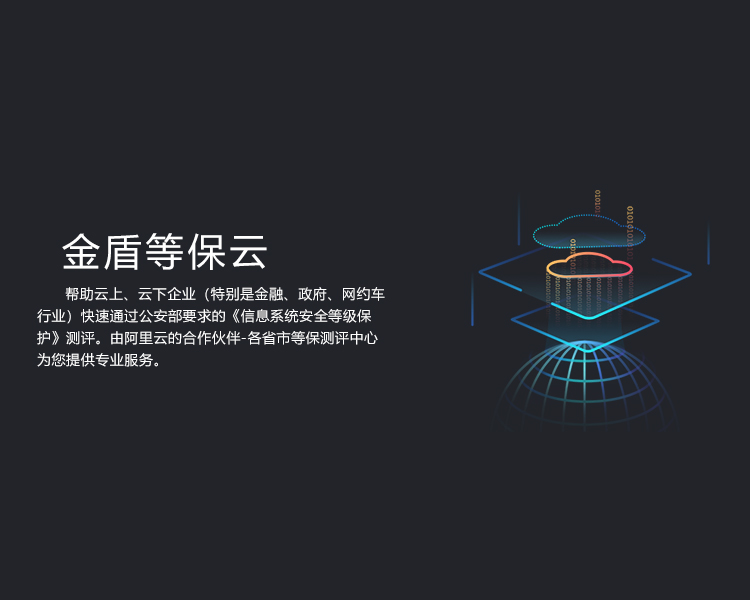 金盾等保云
帮助云上、云下企业（特别是金融、政府、网约车
行业）快速通过公安部要求的《信息系统安全等级保
护》测评。由阿里云的合作伙伴-各省市等保测评中心
为您提供专业服务。